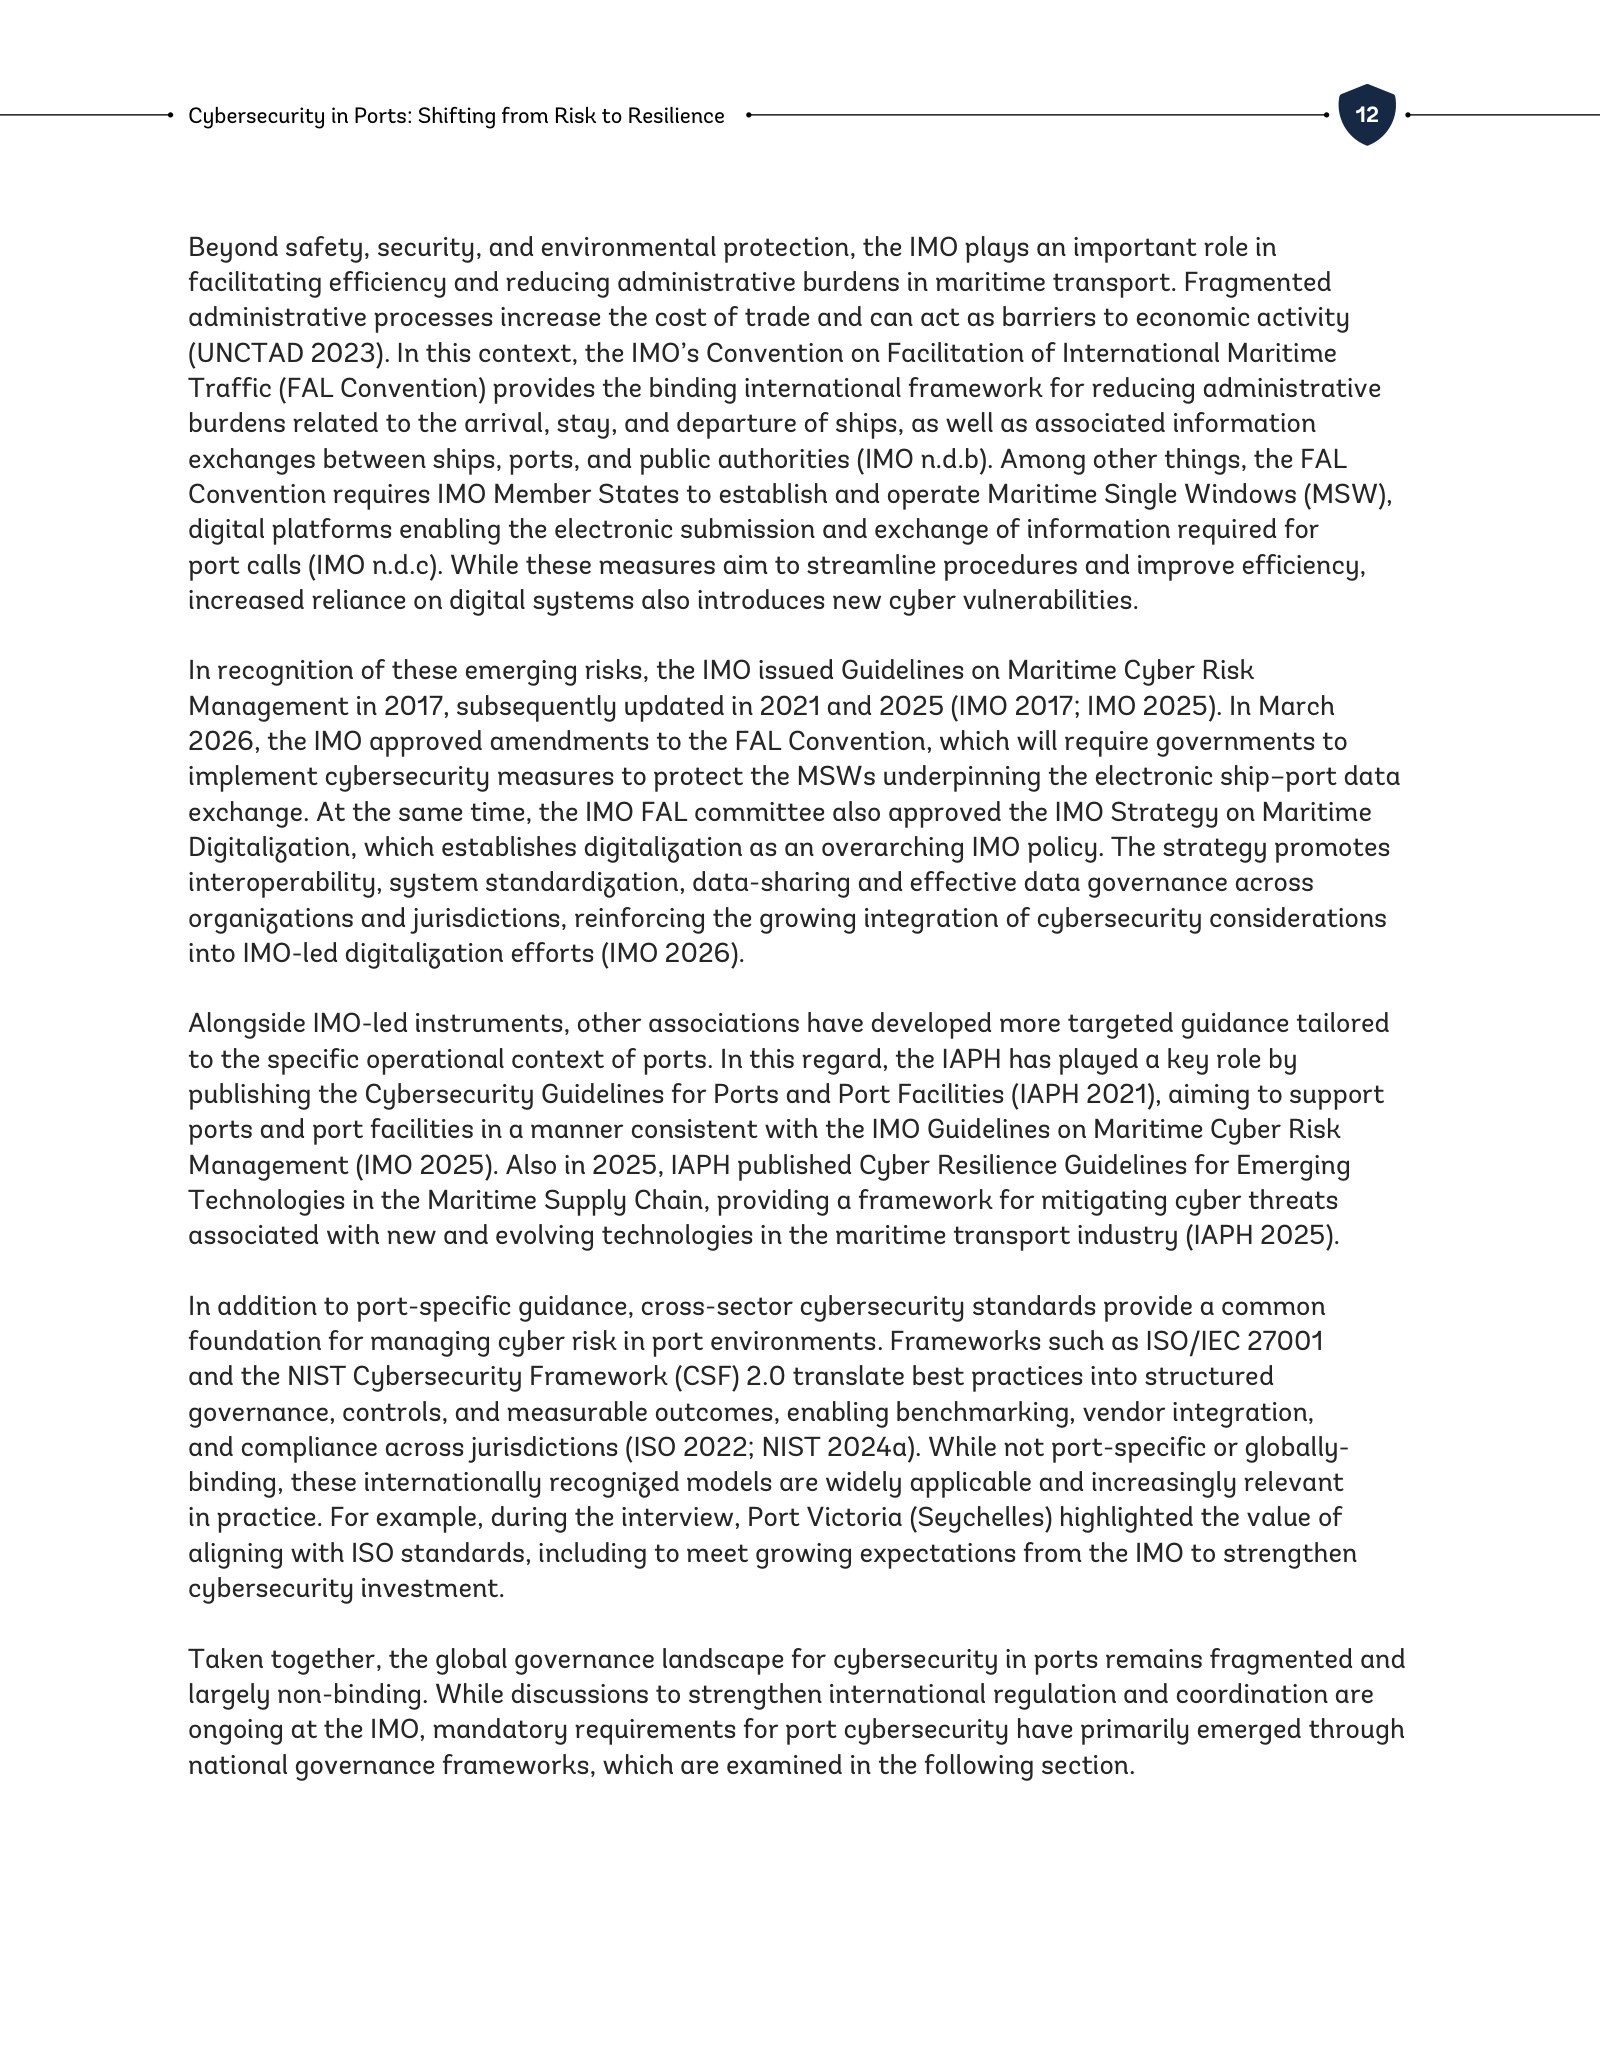 Cybersecurity in Ports: Shifting from Risk to Resilience
12
Beyond safety, security, and environmental protection, the IMO plays an important role in
facilitating efficiency and reducing administrative burdens in maritime transport. Fragmented
administrative processes increase the cost of trade and can act as barriers to economic activity
(UNCTAD 2023). In this context, the IMO’s Convention on Facilitation of International Maritime
Traffic (FAL Convention) provides the binding international framework for reducing administrative
burdens related to the arrival, stay, and departure of ships, as well as associated information
exchanges between ships, ports, and public authorities (IMO n.d.b). Among other things, the FAL
Convention requires IMO Member States to establish and operate Maritime Single Windows (MSW),
digital platforms enabling the electronic submission and exchange of information required for
port calls (IMO n.d.c). While these measures aim to streamline procedures and improve efficiency,
increased reliance on digital systems also introduces new cyber vulnerabilities.
In recognition of these emerging risks, the IMO issued Guidelines on Maritime Cyber Risk
Management in 2017, subsequently updated in 2021 and 2025 (IMO 2017; IMO 2025). In March
2026, the IMO approved amendments to the FAL Convention, which will require governments to
implement cybersecurity measures to protect the MSWs underpinning the electronic ship–port data
exchange. At the same time, the IMO FAL committee also approved the IMO Strategy on Maritime
Digitalization, which establishes digitalization as an overarching IMO policy. The strategy promotes
interoperability, system standardization, data-sharing and effective data governance across
organizations and jurisdictions, reinforcing the growing integration of cybersecurity considerations
into IMO-led digitalization efforts (IMO 2026).
Alongside IMO-led instruments, other associations have developed more targeted guidance tailored
to the specific operational context of ports. In this regard, the IAPH has played a key role by
publishing the Cybersecurity Guidelines for Ports and Port Facilities (IAPH 2021), aiming to support
ports and port facilities in a manner consistent with the IMO Guidelines on Maritime Cyber Risk
Management (IMO 2025). Also in 2025, IAPH published Cyber Resilience Guidelines for Emerging
Technologies in the Maritime Supply Chain, providing a framework for mitigating cyber threats
associated with new and evolving technologies in the maritime transport industry (IAPH 2025).
In addition to port-specific guidance, cross-sector cybersecurity standards provide a common
foundation for managing cyber risk in port environments. Frameworks such as ISO/IEC 27001
and the NIST Cybersecurity Framework (CSF) 2.0 translate best practices into structured
governance, controls, and measurable outcomes, enabling benchmarking, vendor integration,
and compliance across jurisdictions (ISO 2022; NIST 2024a). While not port-specific or globally-
binding, these internationally recognized models are widely applicable and increasingly relevant
in practice. For example, during the interview, Port Victoria (Seychelles) highlighted the value of
aligning with ISO standards, including to meet growing expectations from the IMO to strengthen
cybersecurity investment.
Taken together, the global governance landscape for cybersecurity in ports remains fragmented and
largely non-binding. While discussions to strengthen international regulation and coordination are
ongoing at the IMO, mandatory requirements for port cybersecurity have primarily emerged through
national governance frameworks, which are examined in the following section.